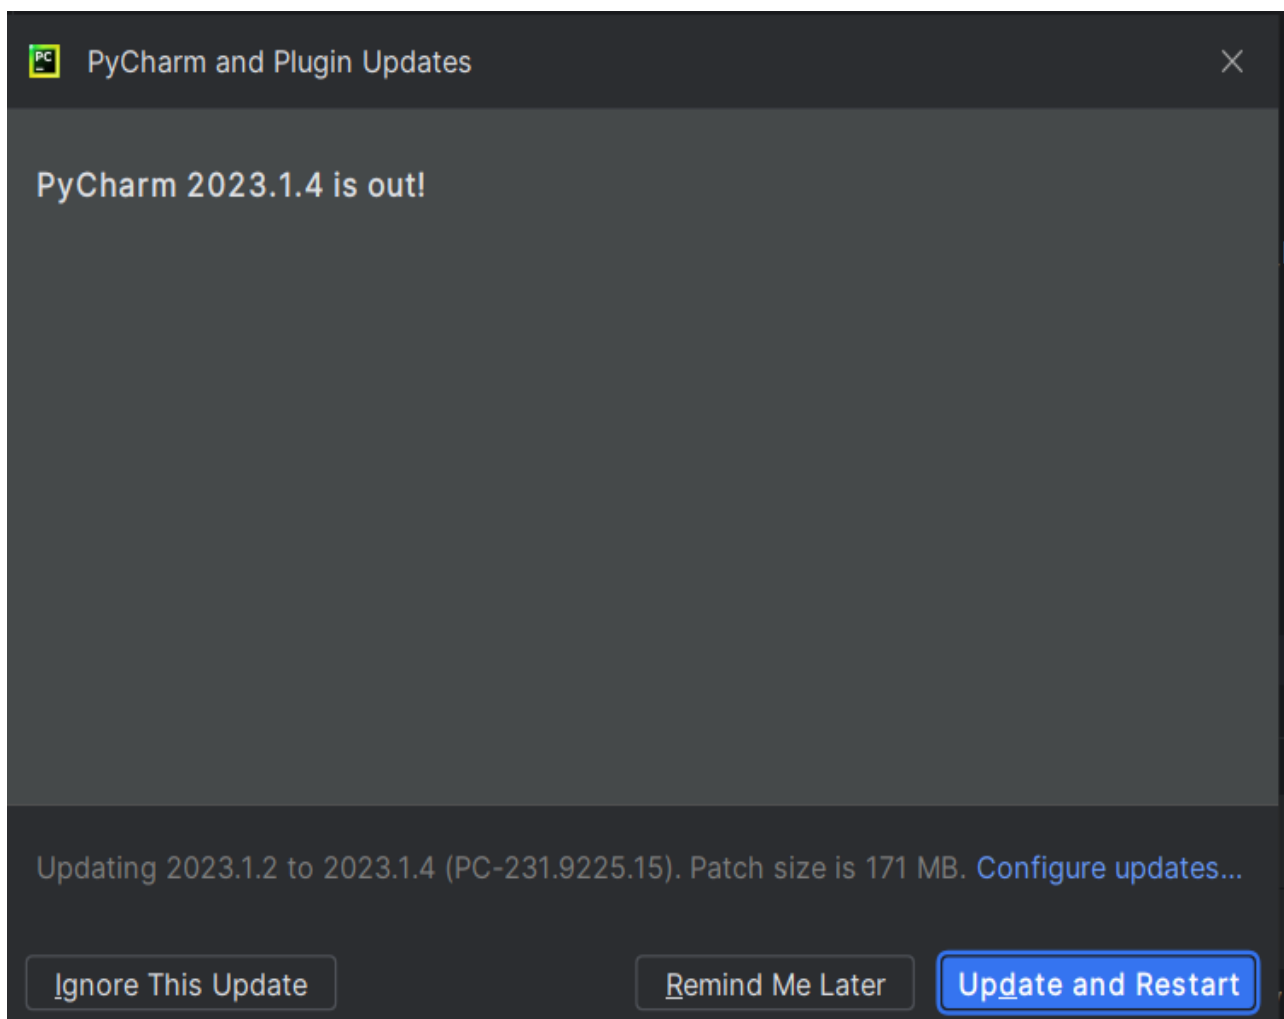 PC PyCharm and Plugin Updates
PyCharm 2023.1.4 is out!
Updating 2023.1.2 to 2023.1.4 (PC-231.9225.15). Patch size is 171 MB. Configure updates...
Ignore This Update Remind Me Later Update and Restart